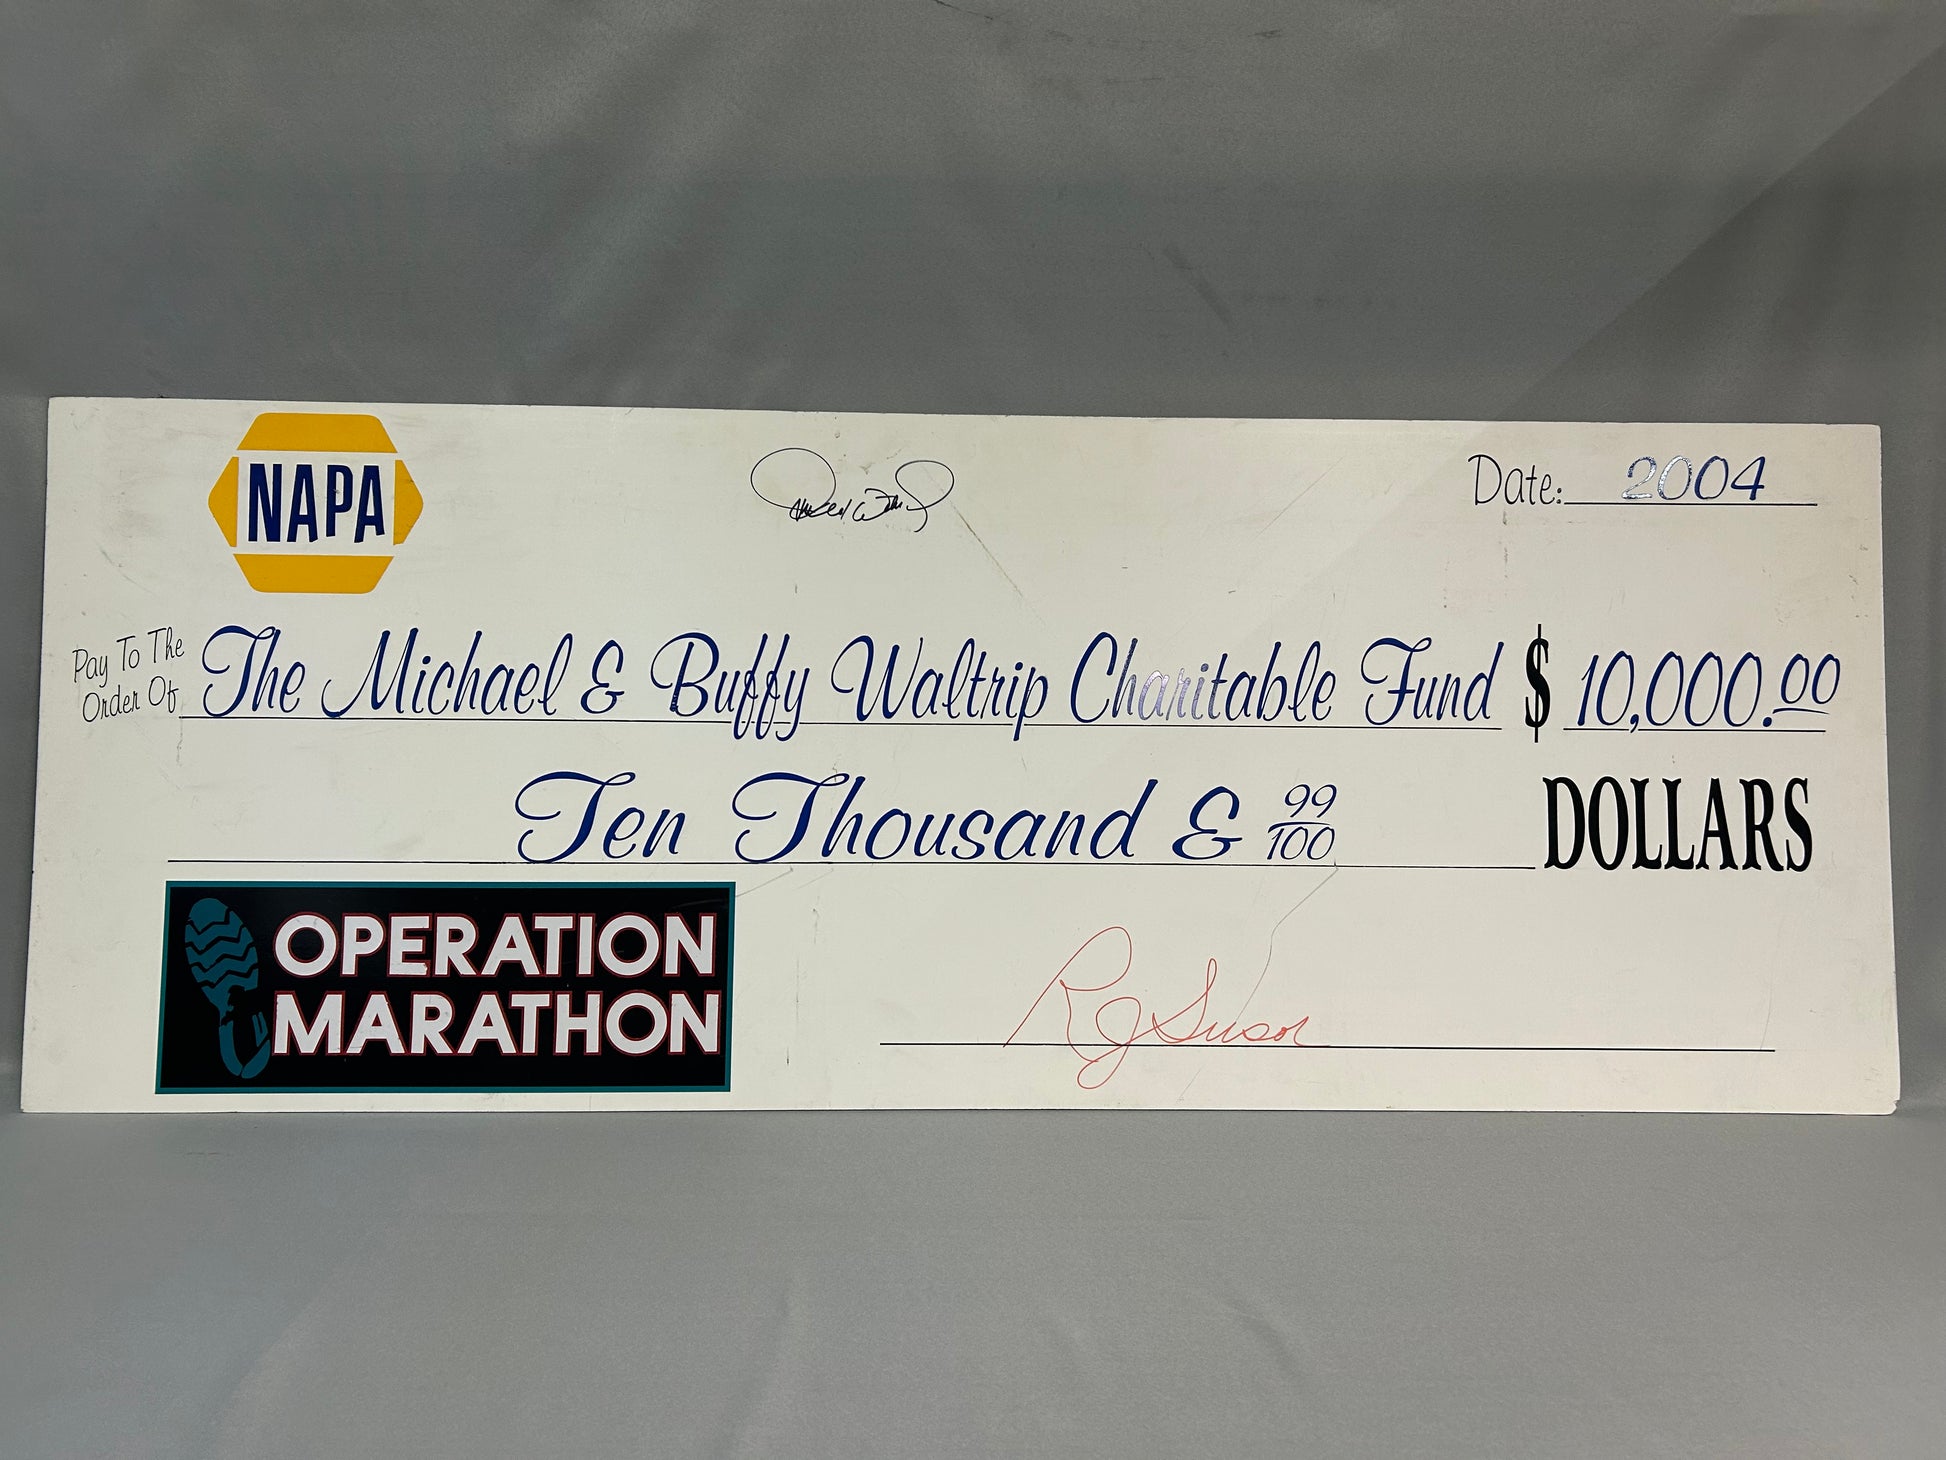 NAPA
Date: 2004
Pay To The
Order Of The Michael & Buffy Waltrip Charitable Fund $ 10,000.00
Ten Thousand & 99/100 DOLLARS
OPERATION
MARATHON